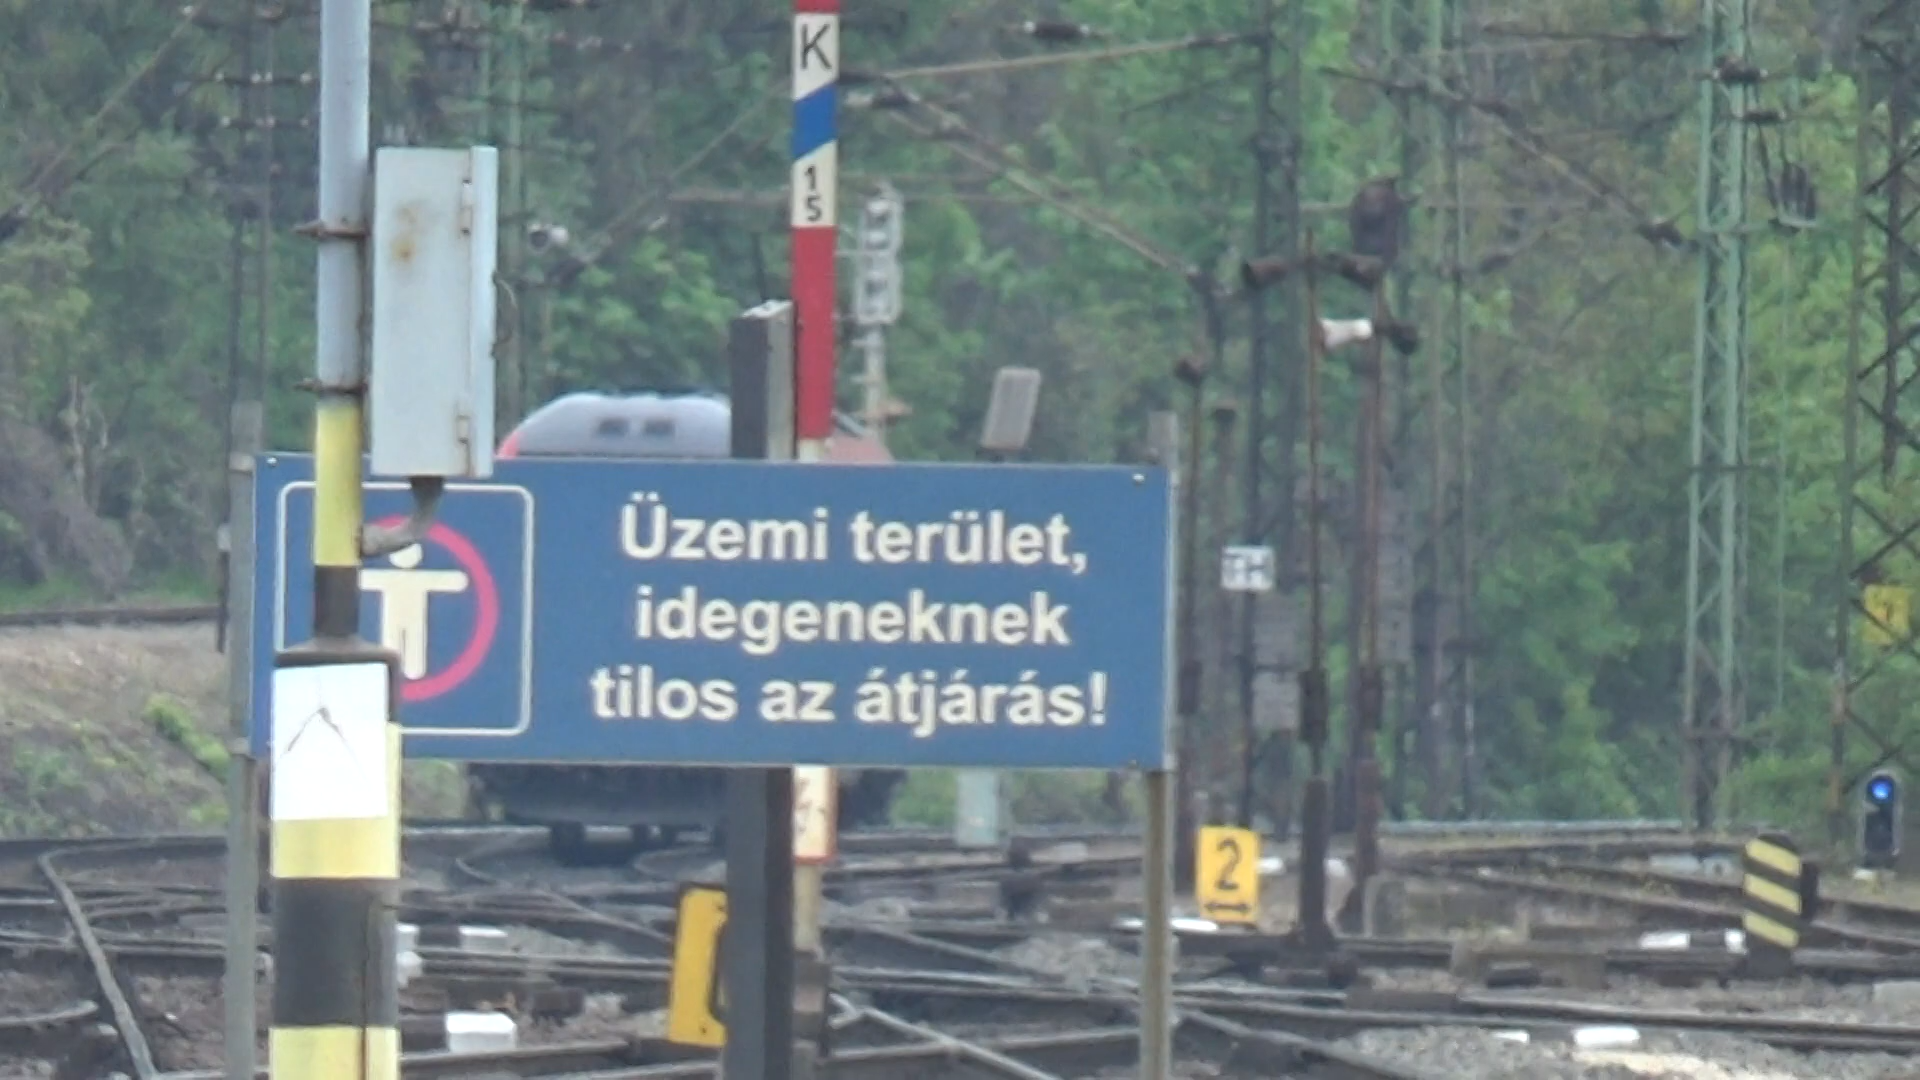 K
15
Üzemi terület,
idegeneknek
tilos az átjárás!
2